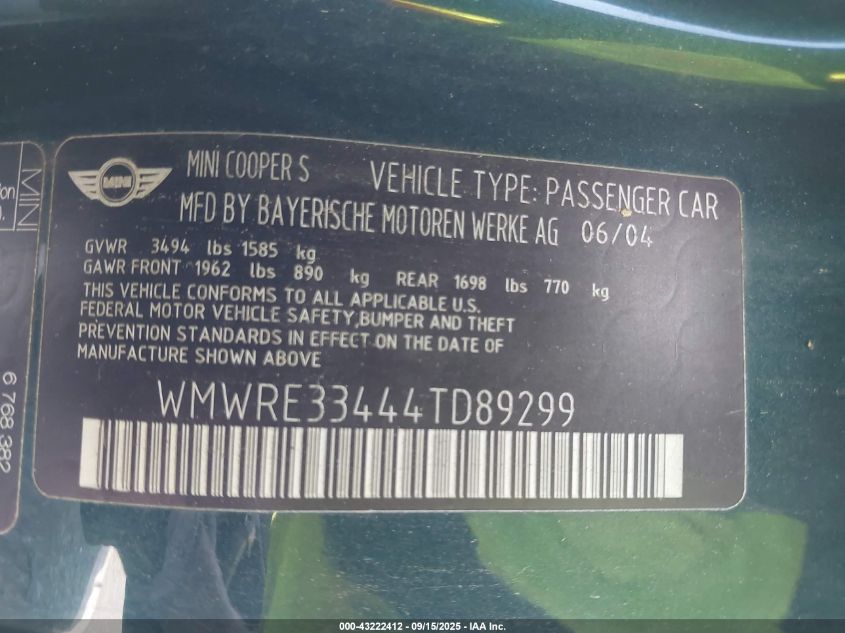 MINI
MINI COOPER S VEHICLE TYPE: PASSENGER CAR
MFD BY BAYERISCHE MOTOREN WERKE AG 06/04
GVWR 3494 lbs 1585 kg
GAWR FRONT 1962 lbs 890 kg REAR 1698 lbs 770 kg
THIS VEHICLE CONFORMS TO ALL APPLICABLE U.S.
FEDERAL MOTOR VEHICLE SAFETY,BUMPER AND THEFT
PREVENTION STANDARDS IN EFFECT ON THE DATE OF
MANUFACTURE SHOWN ABOVE
WMWRE33444TD89299
MINI
6 768 382
000-43222412 - 09/15/2025 - IAA Inc.